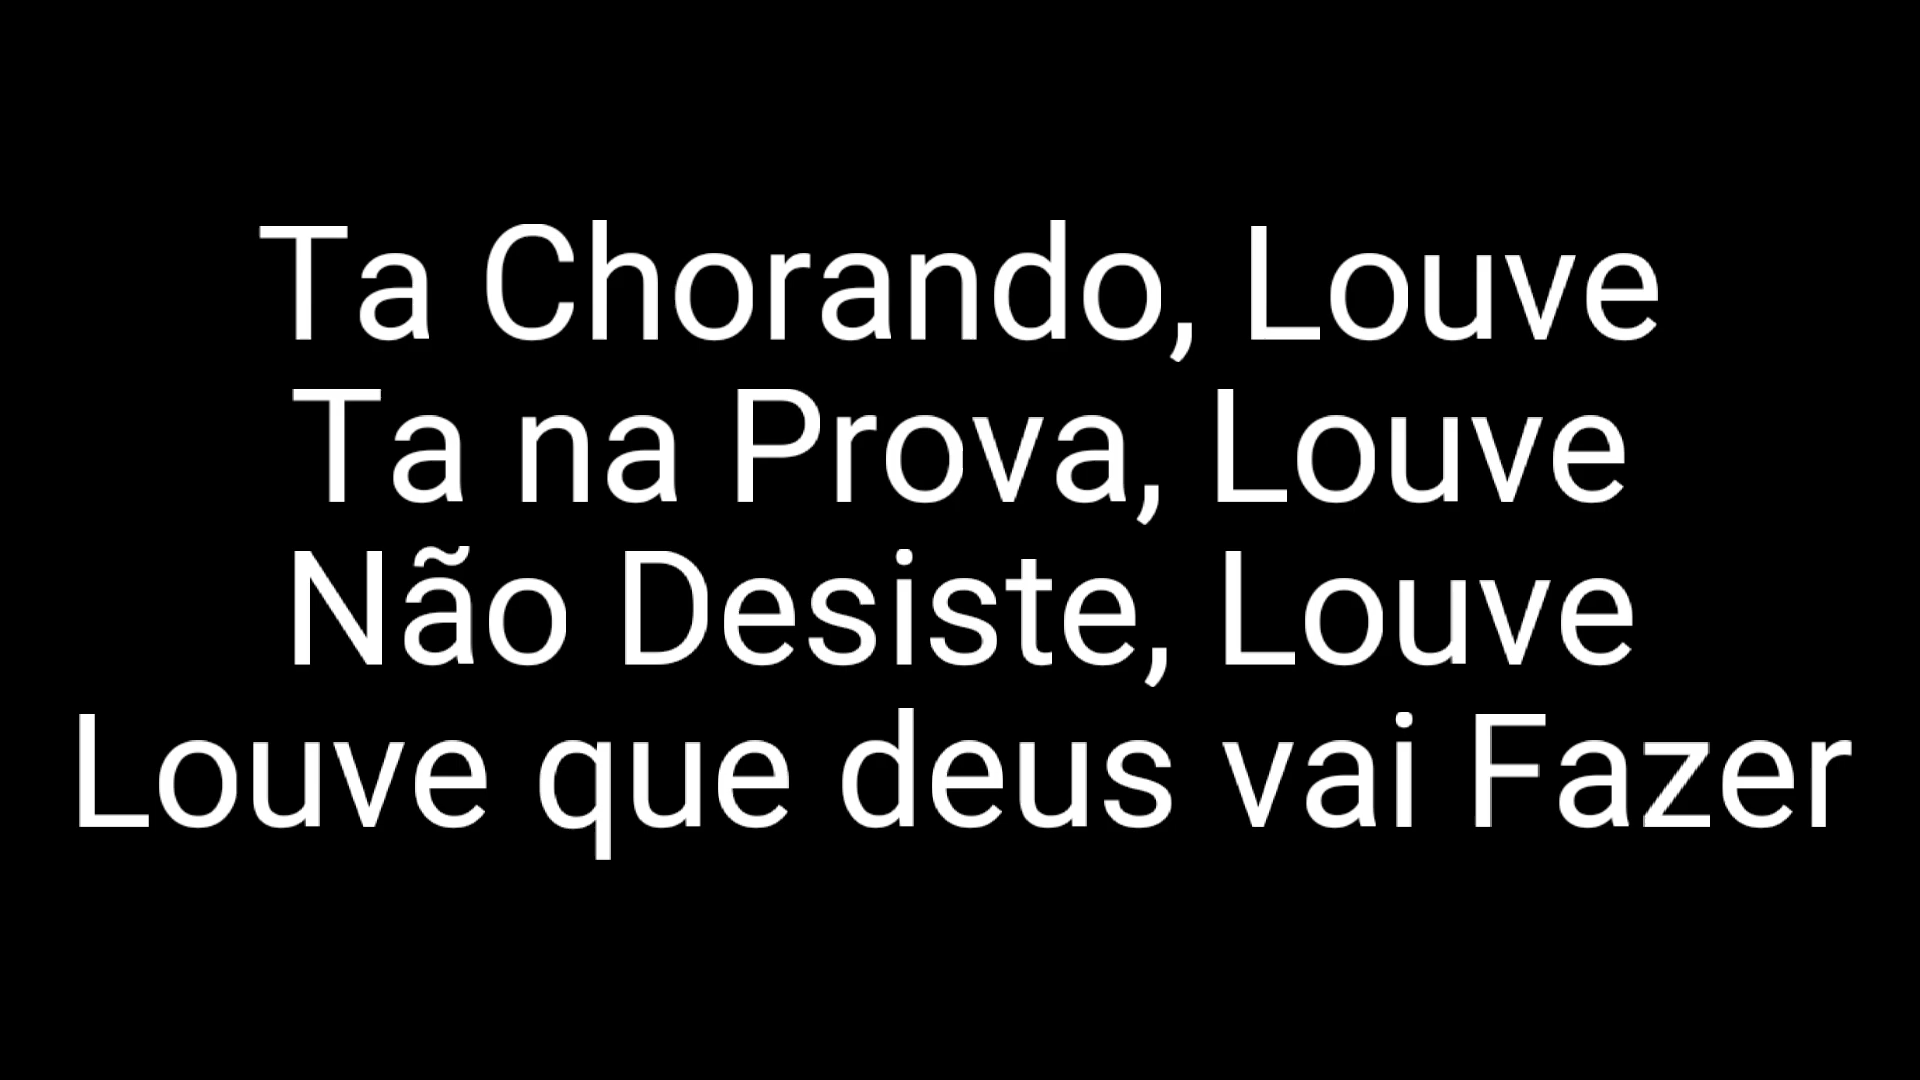 Ta Chorando, Louve
Ta na Prova, Louve
Não Desiste, Louve
Louve que deus vai Fazer